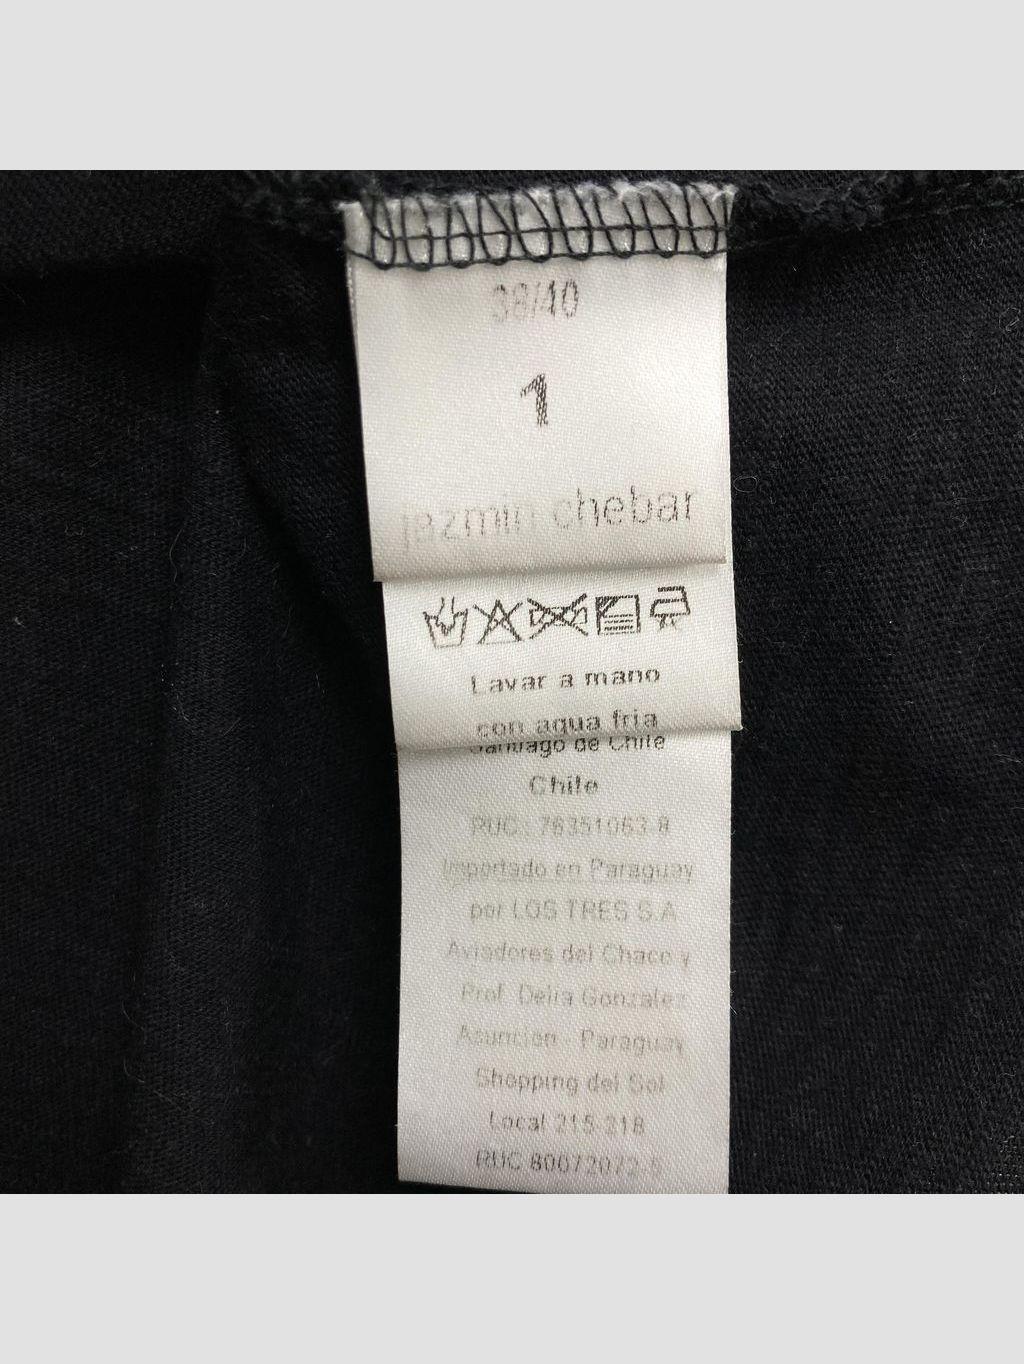 38/40
1
jazmin chebar
Lavar a mano
con agua fria
Santiago de Chile
Chile
RUC: 76351063-8
Importado en Paraguay
por LOS TRES S.A
Aviadores del Chaco y
Prof. Delia Gonzalez
Asuncion - Paraguay
Shopping del Sol
Local 215 218
RUC 80072072-5